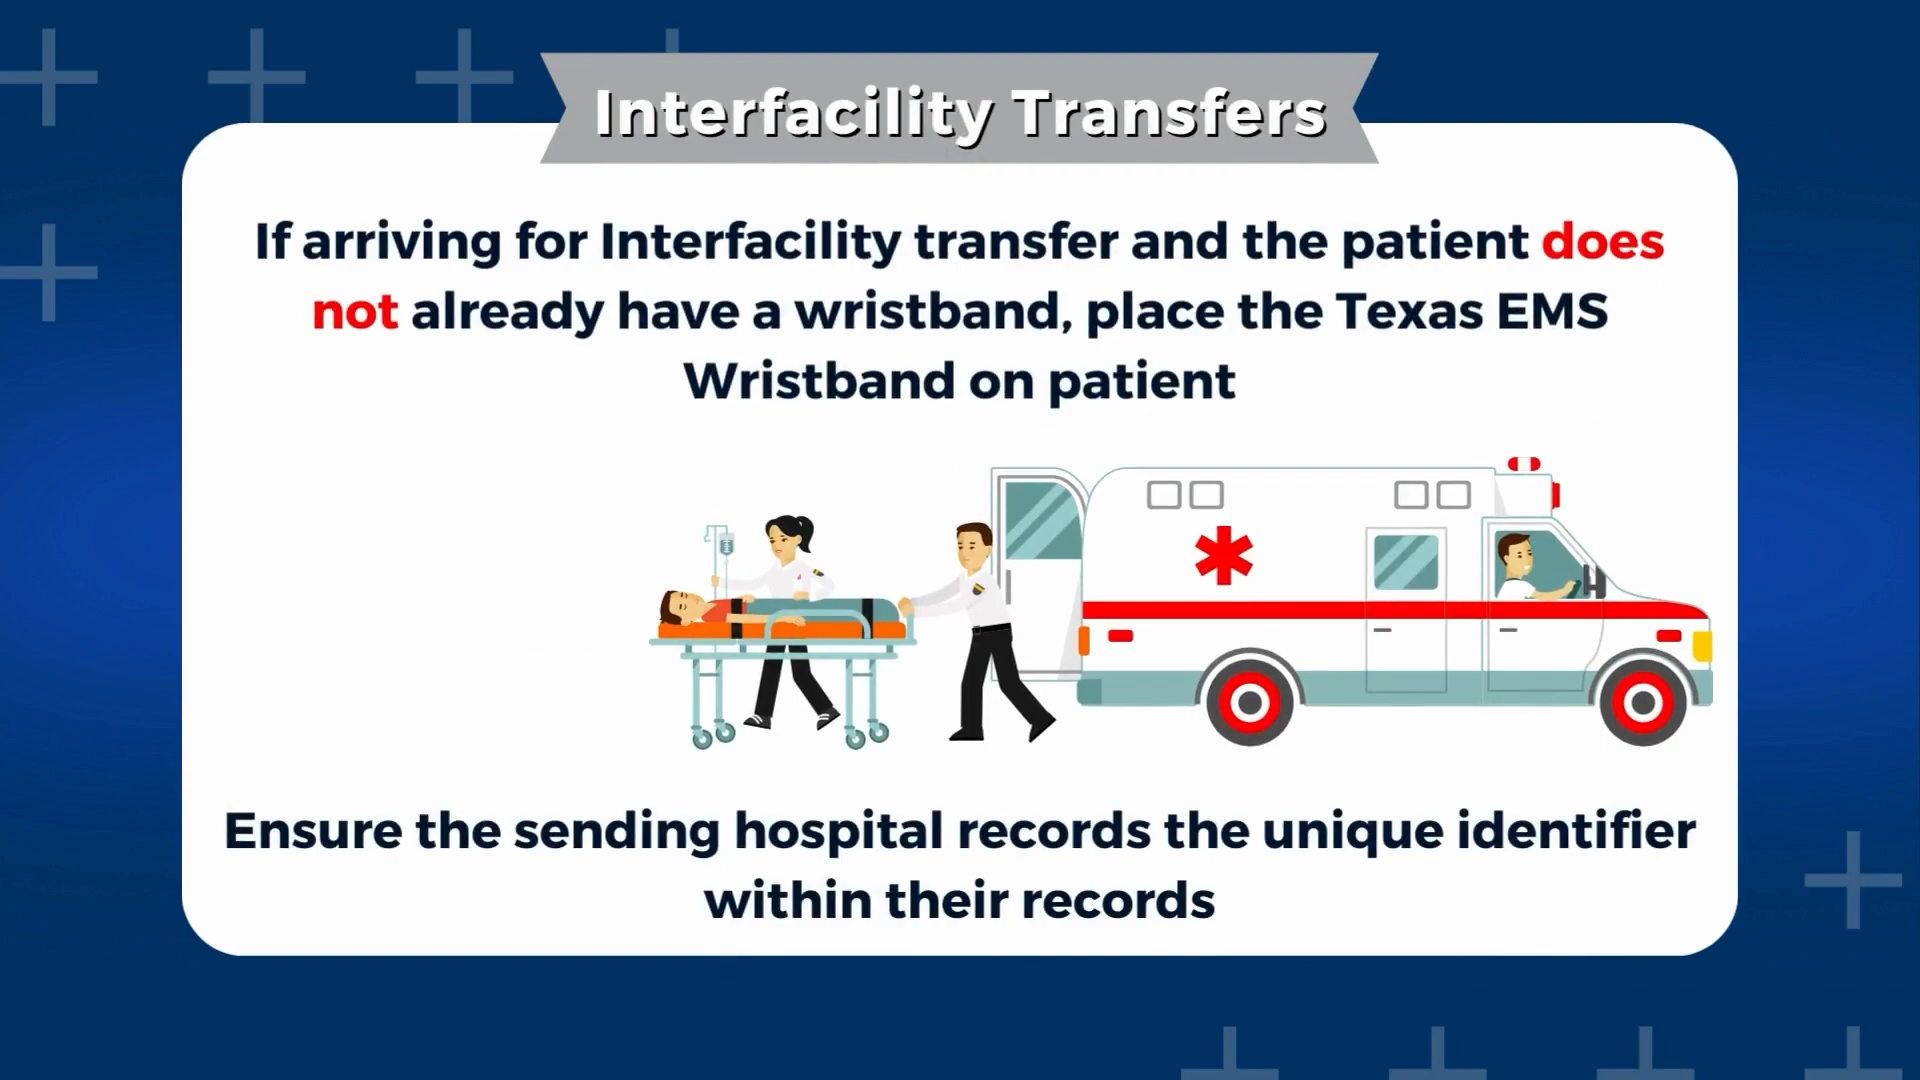 Interfacility Transfers
If arriving for Interfacility transfer and the patient does
not already have a wristband, place the Texas EMS
Wristband on patient
Ensure the sending hospital records the unique identifier
within their records